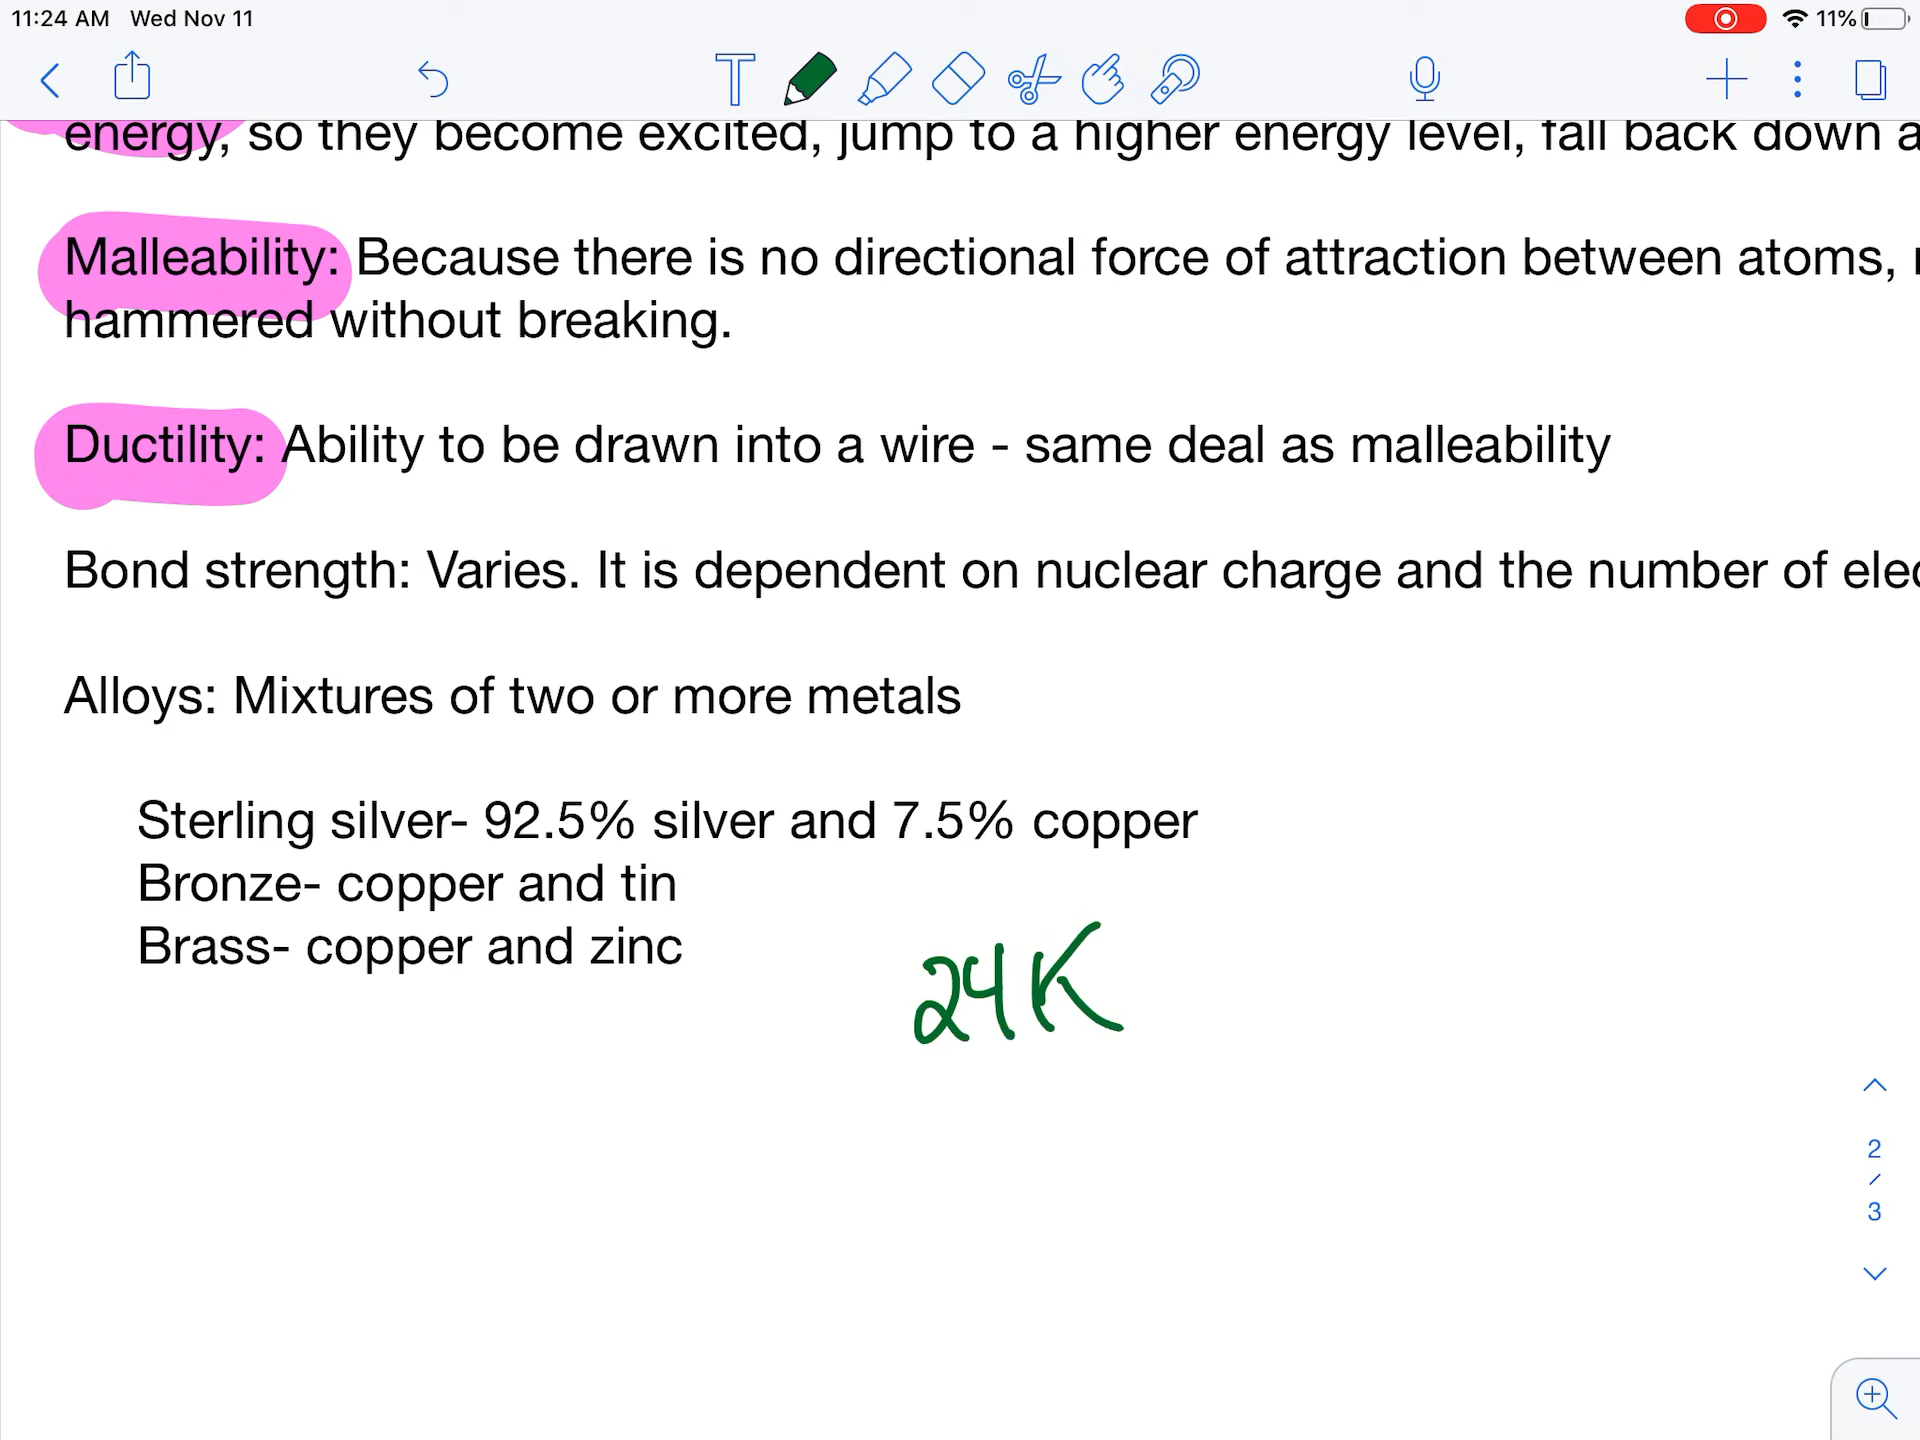 11:24 AM Wed Nov 11
11%
energy, so they become excited, jump to a higher energy level, fall back down a
Malleability: Because there is no directional force of attraction between atoms,
hammered without breaking.
Ductility: Ability to be drawn into a wire - same deal as malleability
Bond strength: Varies. It is dependent on nuclear charge and the number of elec
Alloys: Mixtures of two or more metals
Sterling silver- 92.5% silver and 7.5% copper
Bronze- copper and tin
Brass- copper and zinc
24K
2
/
3